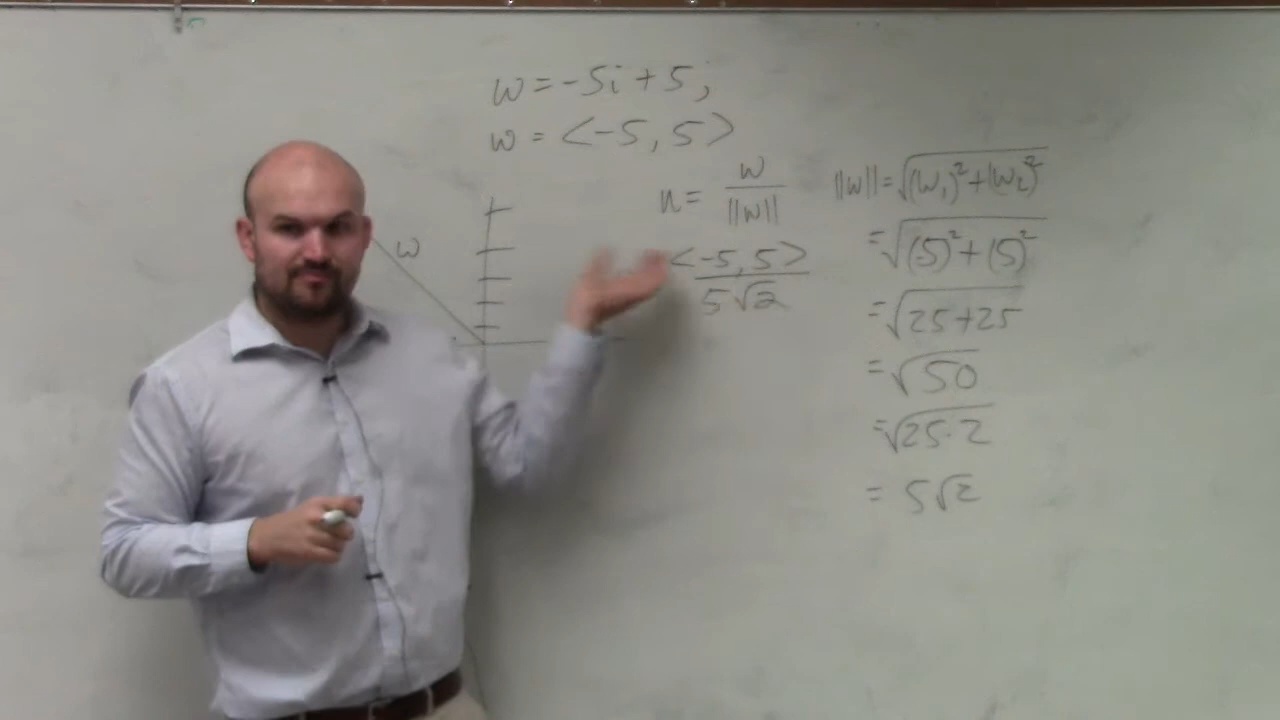 w = -5i + 5j
w = <-5, 5>
u = w / ||w||
<-5, 5> / 5√2
w
||w|| = √(w₁)² + (w₂)²
= √(5)² + (5)²
= √25+25
= √50
= √25·2
= 5√2